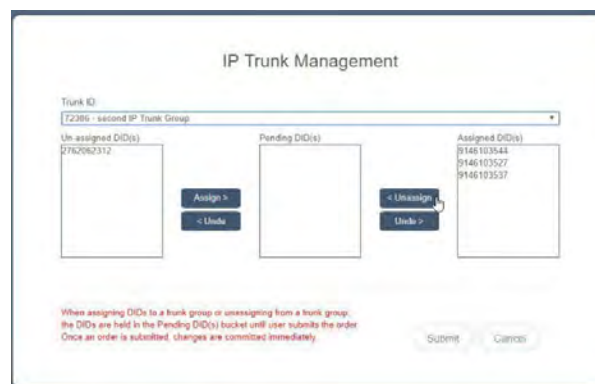 IP Trunk Management
Trunk ID:
72386 - second IP Trunk Group
Un-assigned DID(s)
Pending DID(s)
Assigned DID(s)
2762062312
9146103544
9146103527
9146103537
Assign >
< Unassign
< Undo
Undo >
When assigning DIDs to a trunk group or unassigning from a trunk group,
the DIDs are held in the Pending DID(s) bucket until user submits the order.
Once an order is submitted, changes are committed immediately.
Submit
Cancel